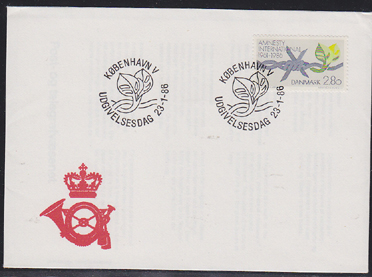 KØBENHAVN V
UDGIVELSESDAG 23-1-86
KØBENHAVN V
UDGIVELSESDAG 23-1-86
AMNESTY
INTERNATIONAL
1961-1986
DANMARK 2.80